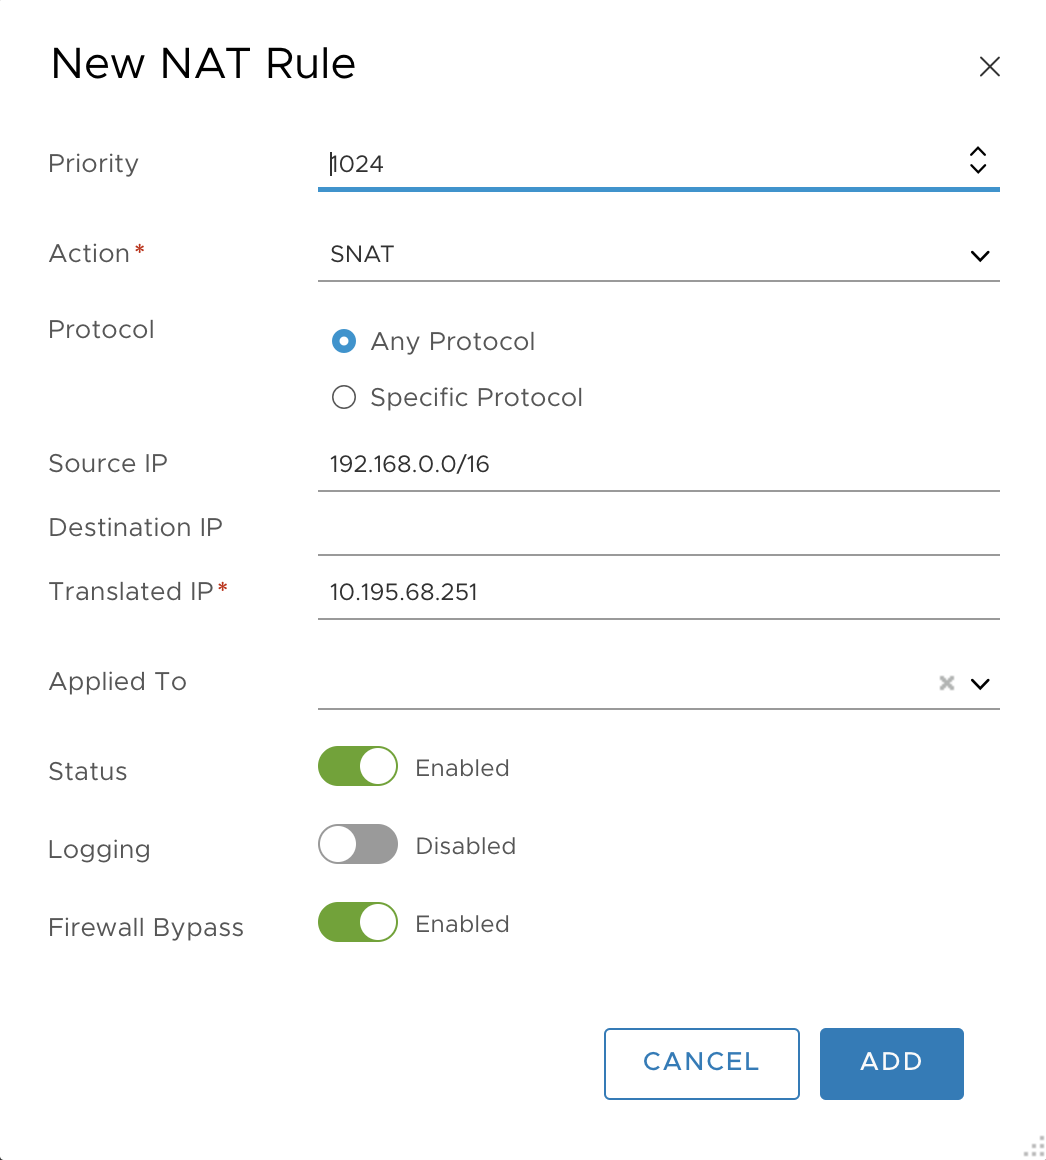 New NAT Rule
Priority 1024
Action* SNAT
Protocol
Any Protocol
Specific Protocol
Source IP 192.168.0.0/16
Destination IP
Translated IP* 10.195.68.251
Applied To
Status Enabled
Logging Disabled
Firewall Bypass Enabled
CANCEL ADD